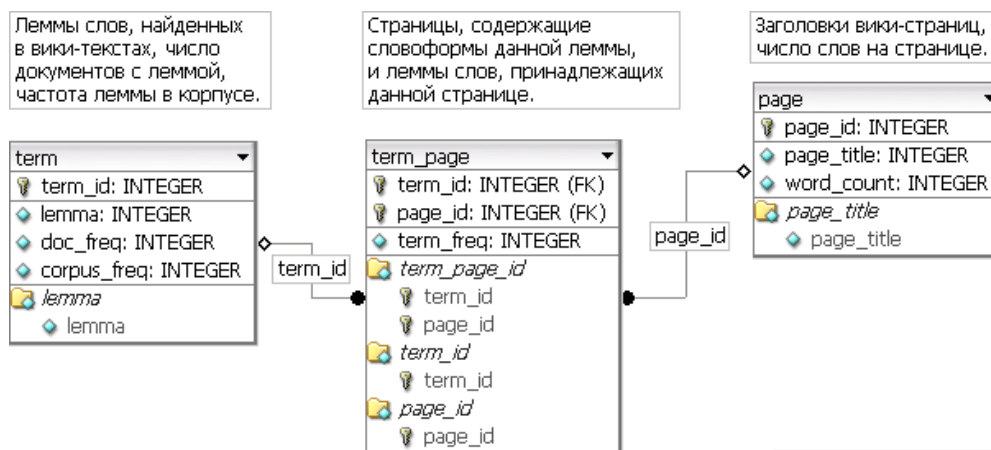 Леммы слов, найденных
в вики-текстах, число
документов с леммой,
частота леммы в корпусе.
Страницы, содержащие
словоформы данной леммы,
и леммы слов, принадлежащих
данной странице.
Заголовки вики-страниц,
число слов на странице.
term
term_id: INTEGER
lemma: INTEGER
doc_freq: INTEGER
corpus_freq: INTEGER
lemma
lemma
term_id
term_page
term_id: INTEGER (FK)
page_id: INTEGER (FK)
term_freq: INTEGER
term_page_id
term_id
page_id
term_id
term_id
page_id
page_id
page_id
page
page_id: INTEGER
page_title: INTEGER
word_count: INTEGER
page_title
page_title